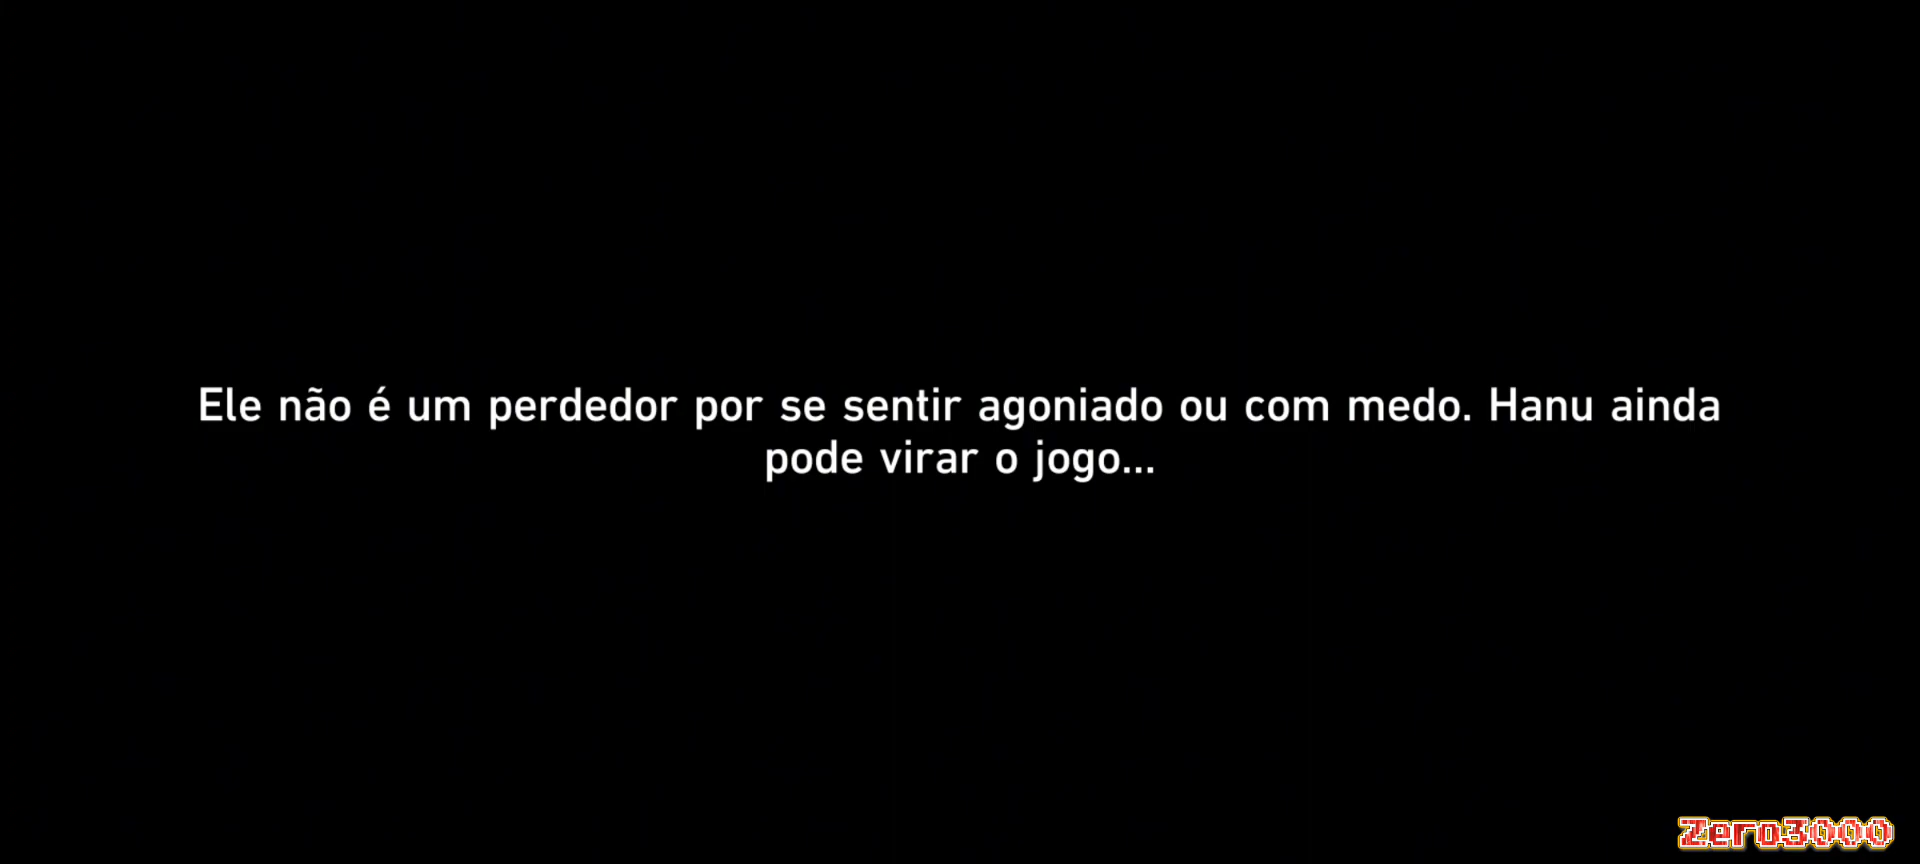 Ele não é um perdedor por se sentir agoniado ou com medo. Hanu ainda
pode virar o jogo...
Zero3000